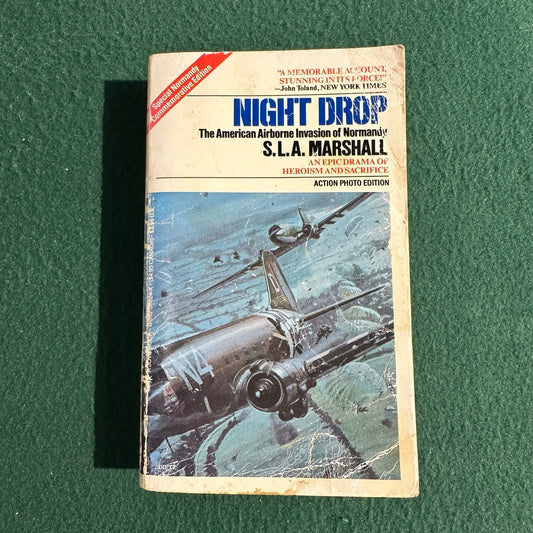 Special Normandy
Commemorative Edition
"A MEMORABLE ACCOUNT,
STUNNING IN ITS FORCE!"
—John Toland, NEW YORK TIMES
NIGHT DROP
The American Airborne Invasion of Normandy
S.L.A. MARSHALL
AN EPIC DRAMA OF
HEROISM AND SACRIFICE
ACTION PHOTO EDITION
D
N4
DIETZ